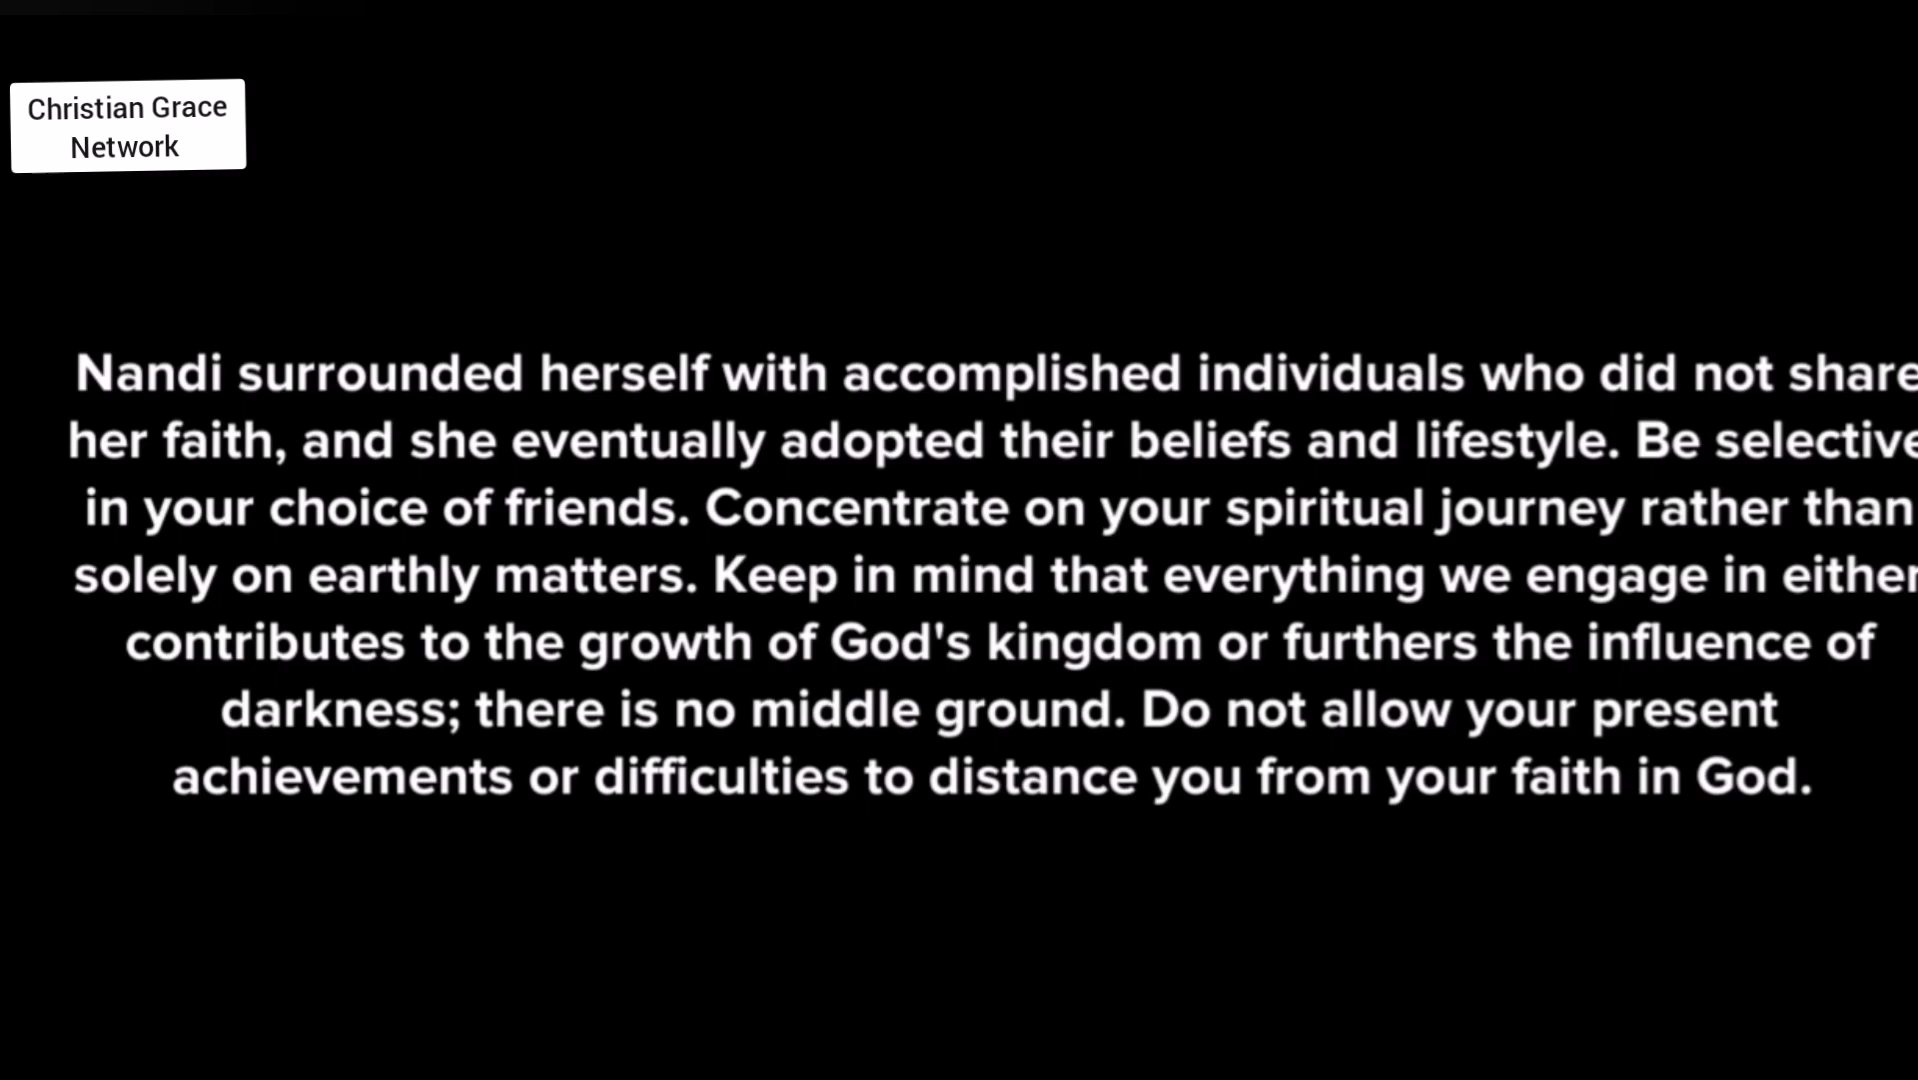 Christian Grace
Network
Nandi surrounded herself with accomplished individuals who did not share
her faith, and she eventually adopted their beliefs and lifestyle. Be selective
in your choice of friends. Concentrate on your spiritual journey rather than
solely on earthly matters. Keep in mind that everything we engage in either
contributes to the growth of God's kingdom or furthers the influence of
darkness; there is no middle ground. Do not allow your present
achievements or difficulties to distance you from your faith in God.